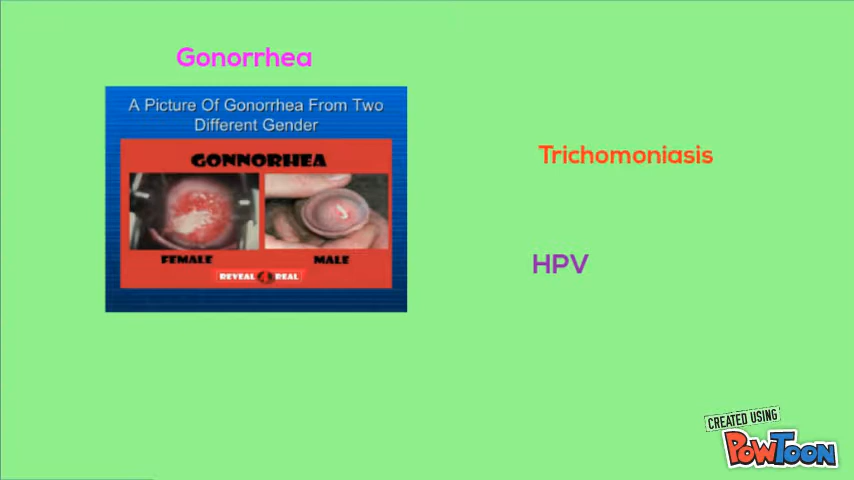 Gonorrhea
A Picture Of Gonorrhea From Two
Different Gender
GONNORHEA
FEMALE
MALE
REVEAL 4 REAL
Trichomoniasis
HPV
CREATED USING
POWTOON